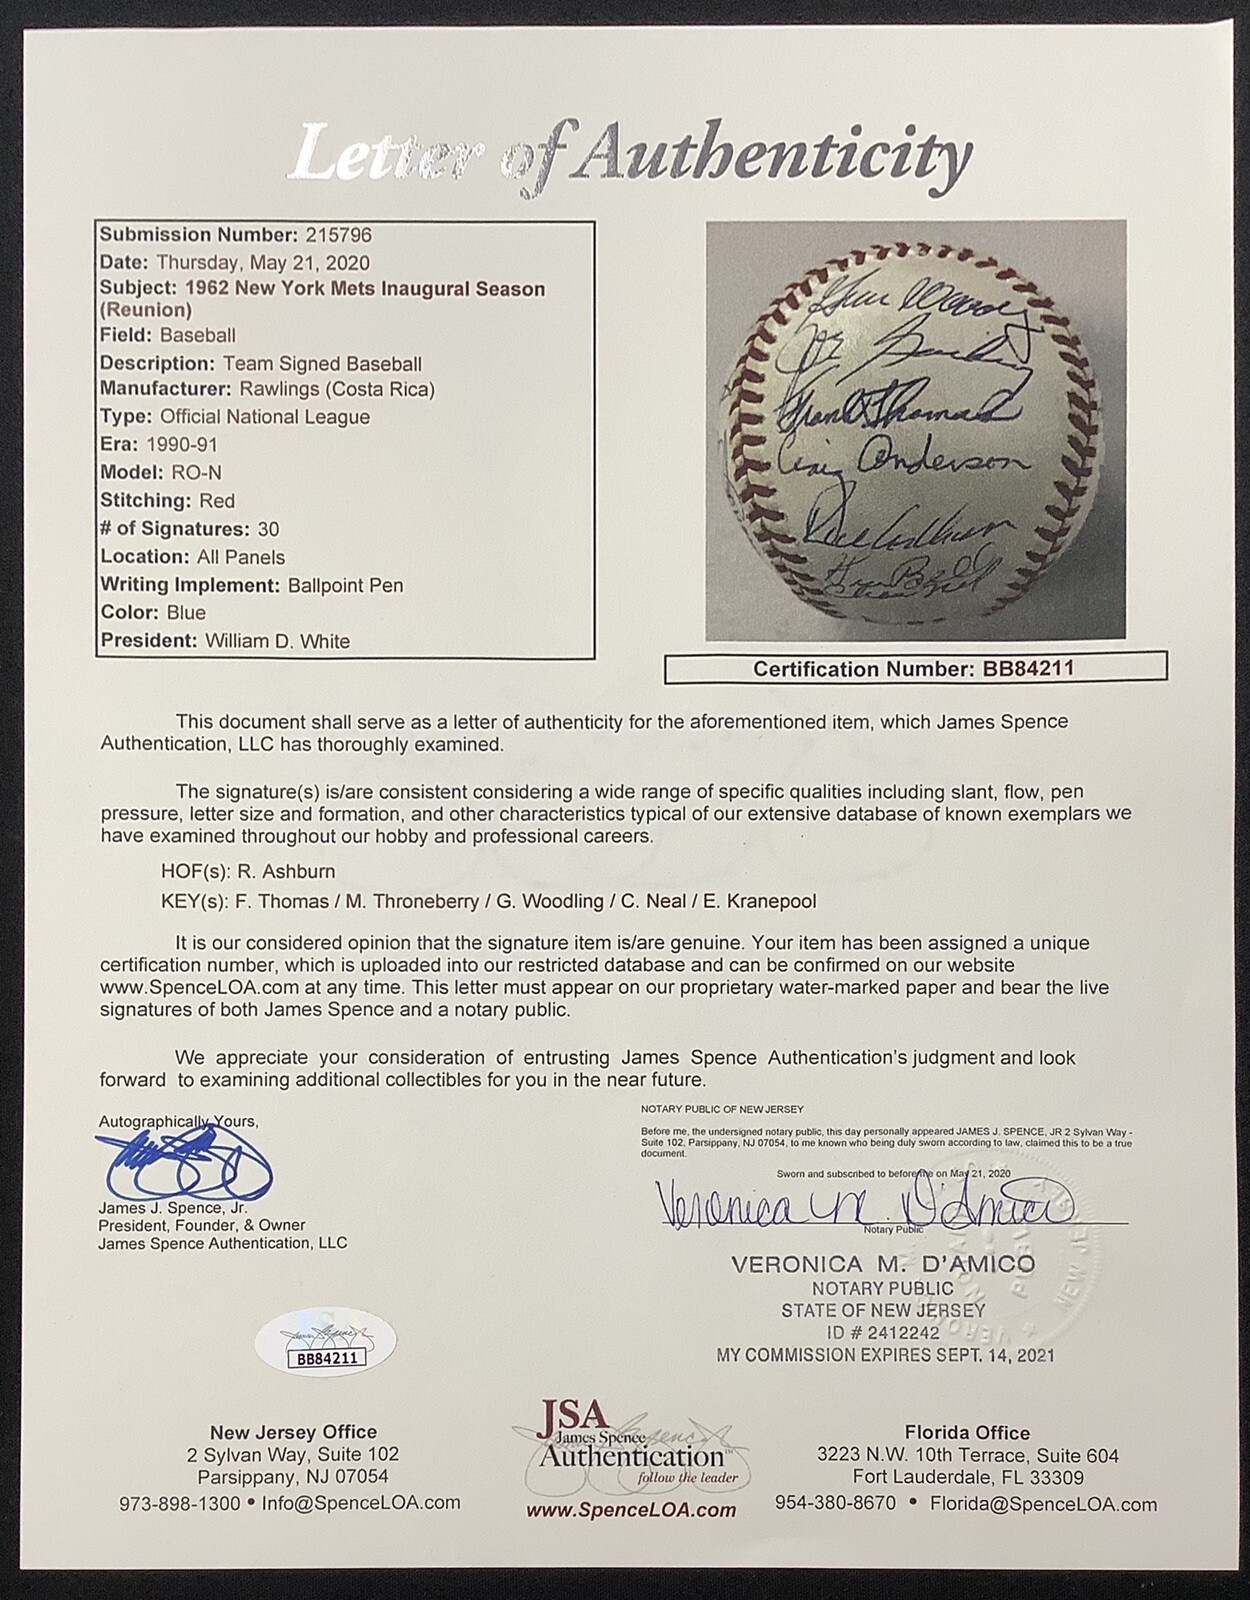 Letter of Authenticity
Submission Number: 215796
Date: Thursday, May 21, 2020
Subject: 1962 New York Mets Inaugural Season
(Reunion)
Field: Baseball
Description: Team Signed Baseball
Manufacturer: Rawlings (Costa Rica)
Type: Official National League
Era: 1990-91
Model: RO-N
Stitching: Red
# of Signatures: 30
Location: All Panels
Writing Implement: Ballpoint Pen
Color: Blue
President: William D. White
Frank Thomas
Craig Anderson
Certification Number: BB84211
This document shall serve as a letter of authenticity for the aforementioned item, which James Spence
Authentication, LLC has thoroughly examined.
The signature(s) is/are consistent considering a wide range of specific qualities including slant, flow, pen
pressure, letter size and formation, and other characteristics typical of our extensive database of known exemplars we
have examined throughout our hobby and professional careers.
HOF(s): R. Ashburn
KEY(s): F. Thomas / M. Throneberry / G. Woodling / C. Neal / E. Kranepool
It is our considered opinion that the signature item is/are genuine. Your item has been assigned a unique
certification number, which is uploaded into our restricted database and can be confirmed on our website
www.SpenceLOA.com at any time. This letter must appear on our proprietary water-marked paper and bear the live
signatures of both James Spence and a notary public.
We appreciate your consideration of entrusting James Spence Authentication's judgment and look
forward to examining additional collectibles for you in the near future.
Autographically Yours,
James J. Spence, Jr.
President, Founder, & Owner
James Spence Authentication, LLC
NOTARY PUBLIC OF NEW JERSEY
Before me, the undersigned notary public, this day personally appeared JAMES J. SPENCE, JR 2 Sylvan Way -
Suite 102, Parsippany, NJ 07054, to me known who being duly sworn according to law, claimed this to be a true
document.
Sworn and subscribed to before me on May 21, 2020
Veronica M. D'Amico
Notary Public
VERONICA M. D'AMICO
NOTARY PUBLIC
STATE OF NEW JERSEY
ID # 2412242
MY COMMISSION EXPIRES SEPT. 14, 2021
BB84211
New Jersey Office
2 Sylvan Way, Suite 102
Parsippany, NJ 07054
973-898-1300 • Info@SpenceLOA.com
JSA
James Spence
Authentication
follow the leader
www.SpenceLOA.com
Florida Office
3223 N.W. 10th Terrace, Suite 604
Fort Lauderdale, FL 33309
954-380-8670 • Florida@SpenceLOA.com